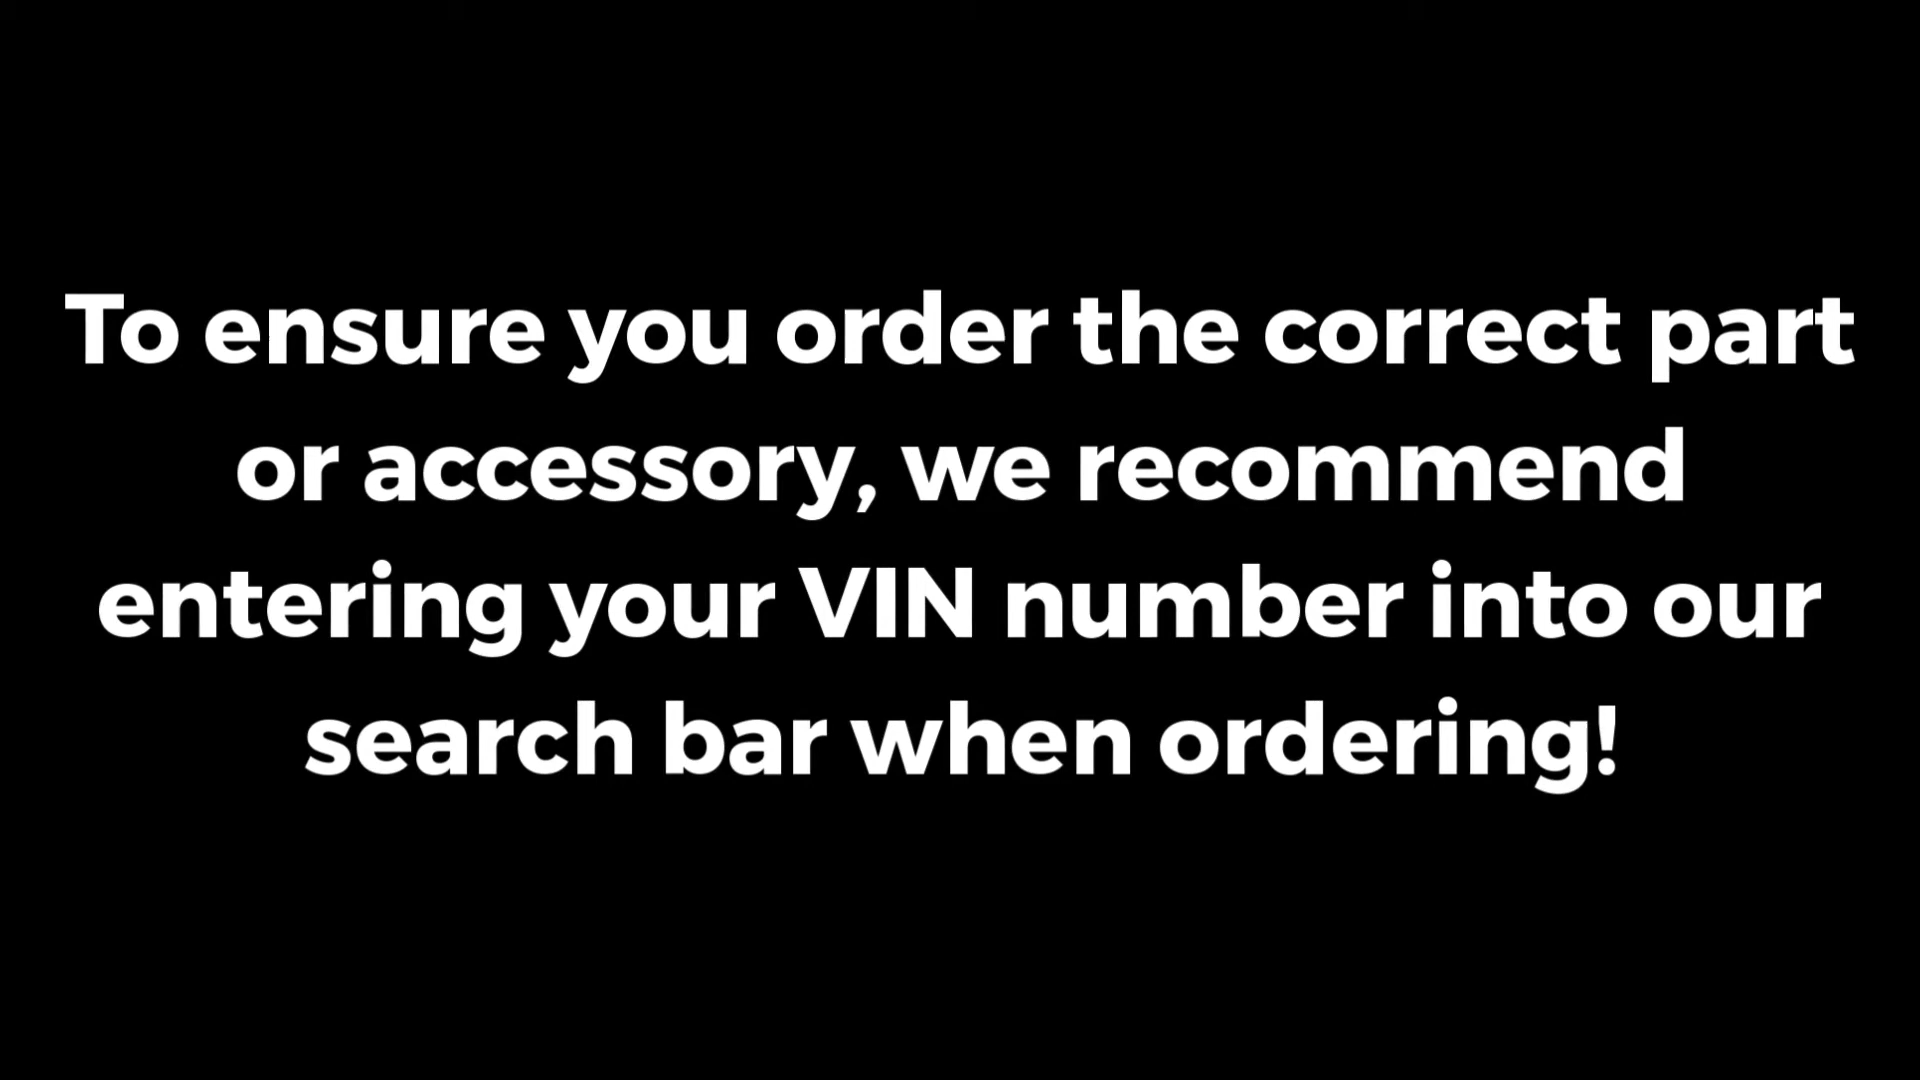 To ensure you order the correct part
or accessory, we recommend
entering your VIN number into our
search bar when ordering!